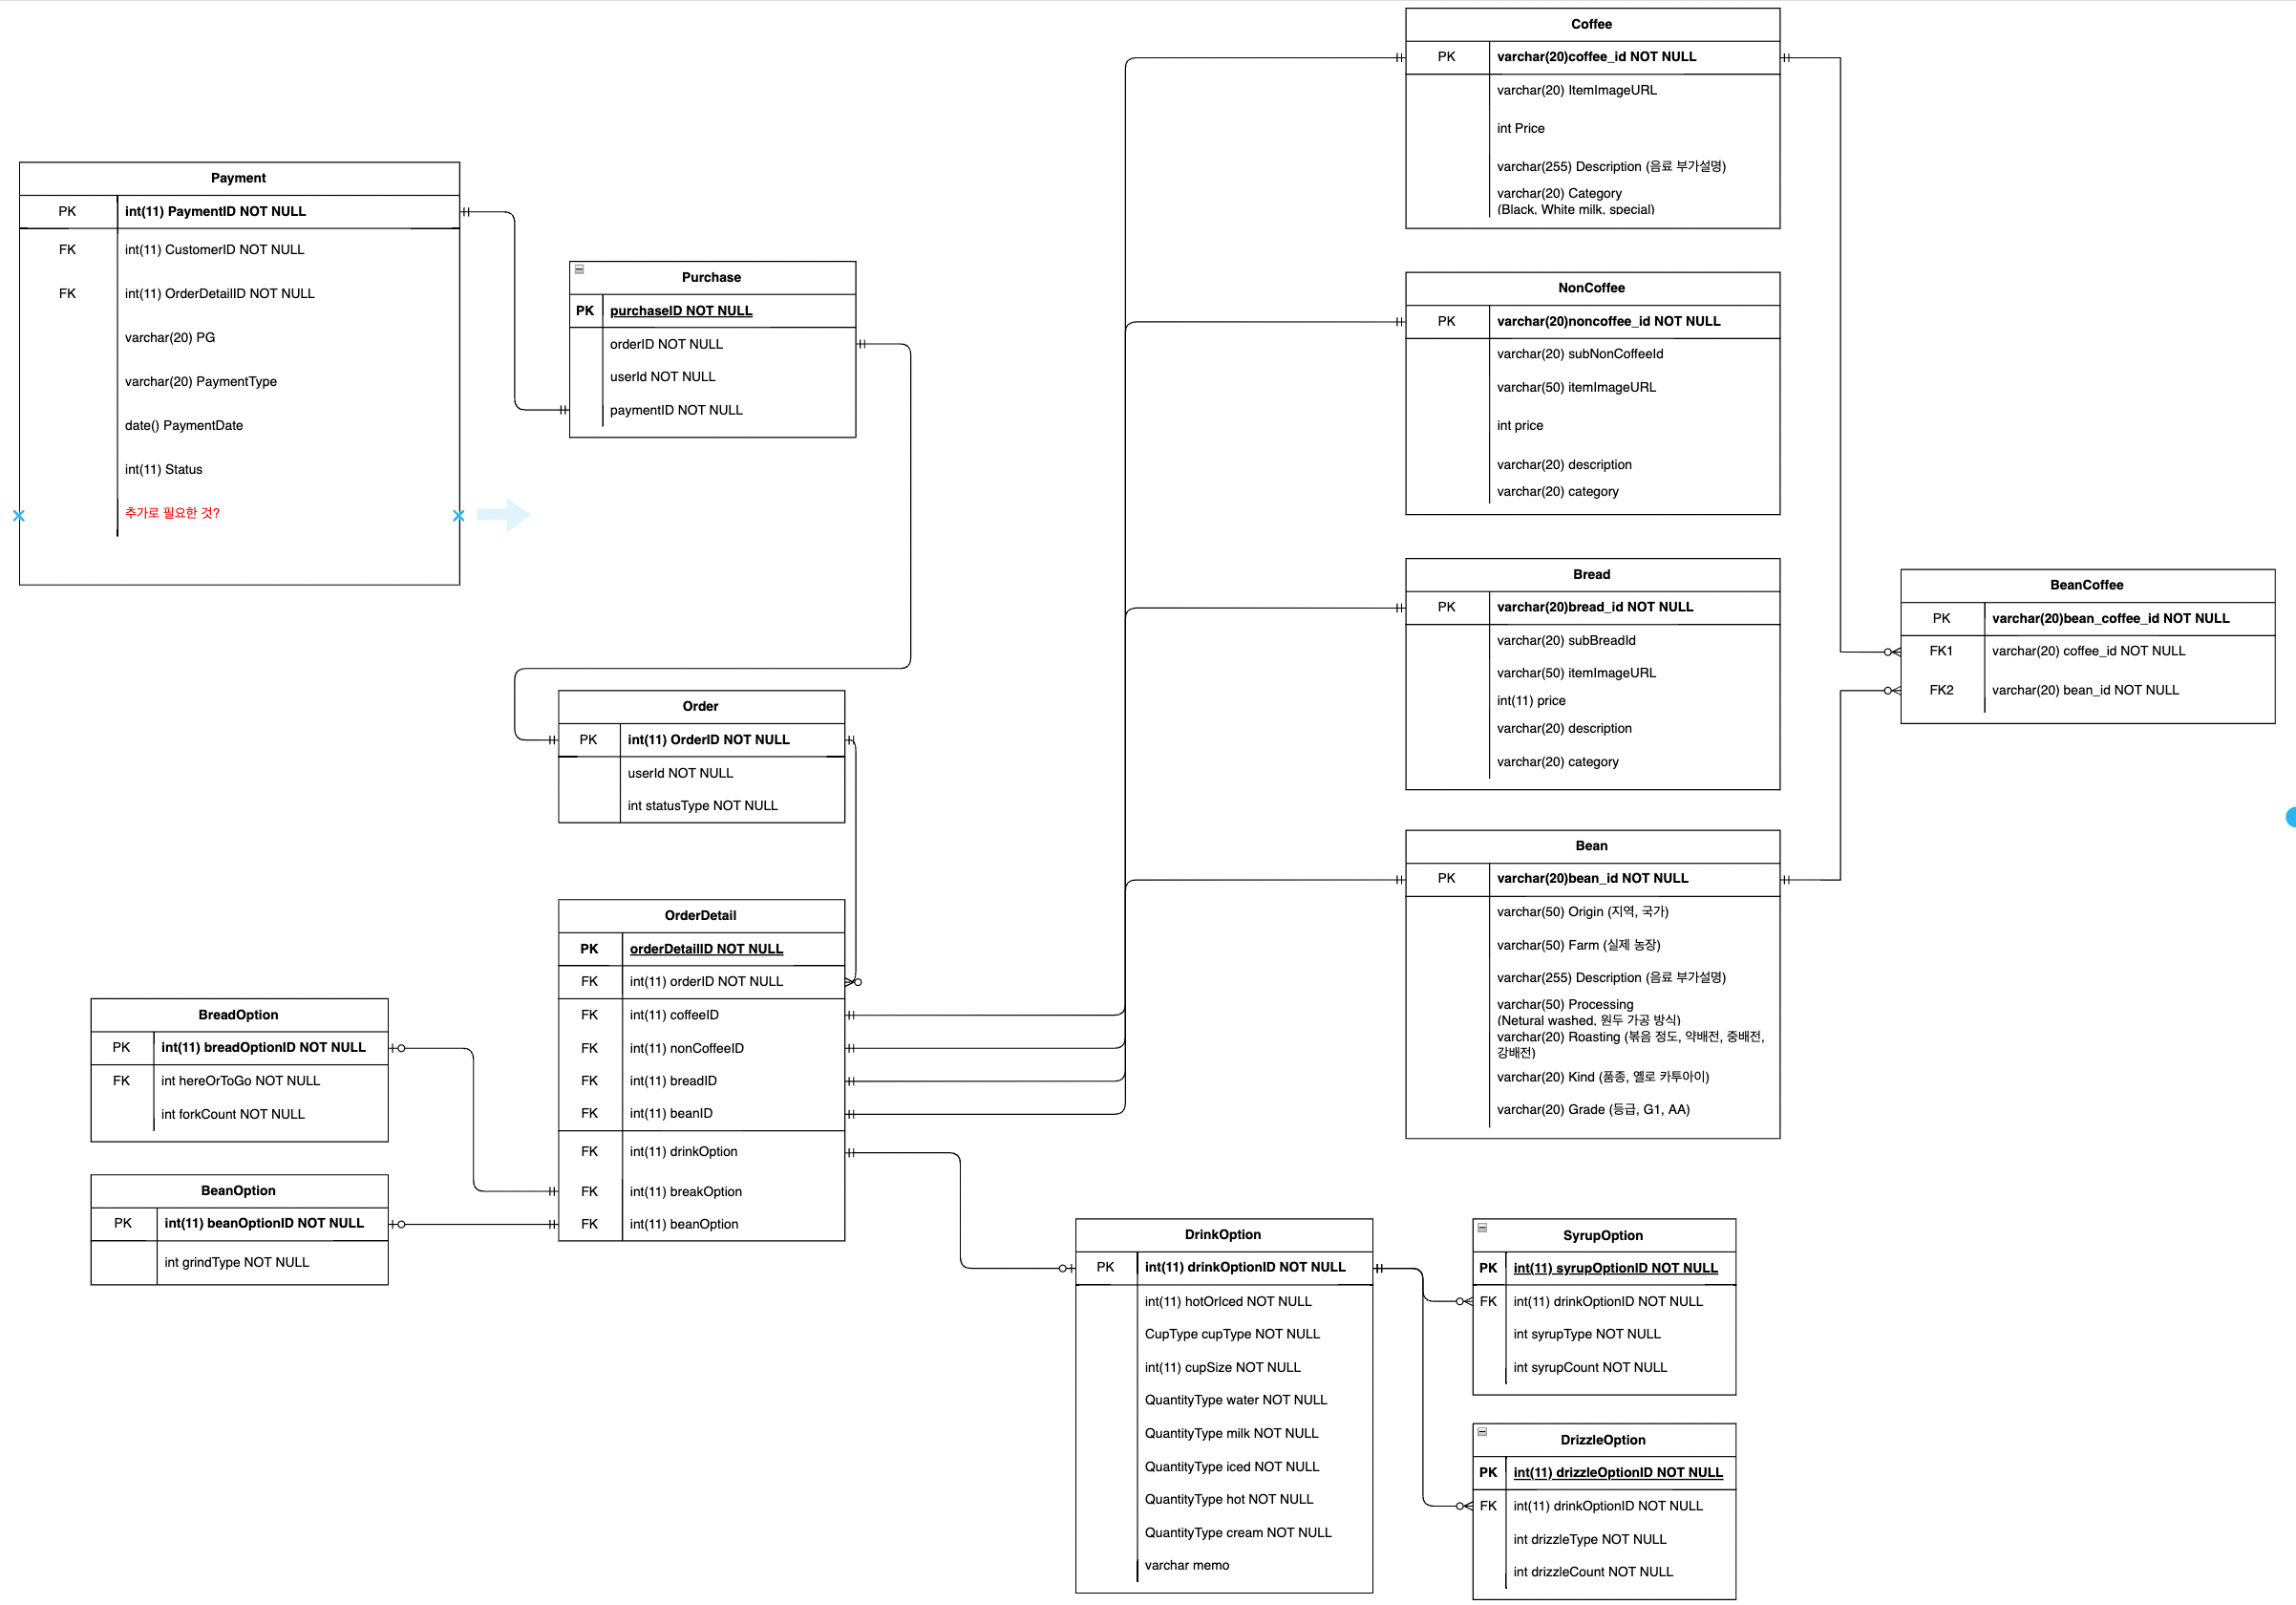 Payment
PK int(11) PaymentID NOT NULL
FK int(11) CustomerID NOT NULL
FK int(11) OrderDetailID NOT NULL
varchar(20) PG
varchar(20) PaymentType
date() PaymentDate
int(11) Status
추가로 필요한 것?
Purchase
PK purchaseID NOT NULL
orderID NOT NULL
userId NOT NULL
paymentID NOT NULL
Order
PK int(11) OrderID NOT NULL
userId NOT NULL
int statusType NOT NULL
OrderDetail
PK orderDetailID NOT NULL
FK int(11) orderID NOT NULL
FK int(11) coffeeID
FK int(11) nonCoffeeID
FK int(11) breadID
FK int(11) beanID
FK int(11) drinkOption
FK int(11) breakOption
FK int(11) beanOption
BreadOption
PK int(11) breadOptionID NOT NULL
FK int hereOrToGo NOT NULL
int forkCount NOT NULL
BeanOption
PK int(11) beanOptionID NOT NULL
int grindType NOT NULL
Coffee
PK varchar(20)coffee_id NOT NULL
varchar(20) ItemImageURL
int Price
varchar(255) Description (음료 부가설명)
varchar(20) Category
(Black, White milk, special)
NonCoffee
PK varchar(20)noncoffee_id NOT NULL
varchar(20) subNonCoffeeId
varchar(50) itemImageURL
int price
varchar(20) description
varchar(20) category
Bread
PK varchar(20)bread_id NOT NULL
varchar(20) subBreadId
varchar(50) itemImageURL
int(11) price
varchar(20) description
varchar(20) category
Bean
PK varchar(20)bean_id NOT NULL
varchar(50) Origin (지역, 국가)
varchar(50) Farm (실제 농장)
varchar(255) Description (음료 부가설명)
varchar(50) Processing
(Netural washed, 원두 가공 방식)
varchar(20) Roasting (볶음 정도, 약배전, 중배전,
강배전)
varchar(20) Kind (품종, 옐로 카투아이)
varchar(20) Grade (등급, G1, AA)
BeanCoffee
PK varchar(20)bean_coffee_id NOT NULL
FK1 varchar(20) coffee_id NOT NULL
FK2 varchar(20) bean_id NOT NULL
DrinkOption
PK int(11) drinkOptionID NOT NULL
int(11) hotOrIced NOT NULL
CupType cupType NOT NULL
int(11) cupSize NOT NULL
QuantityType water NOT NULL
QuantityType milk NOT NULL
QuantityType iced NOT NULL
QuantityType hot NOT NULL
QuantityType cream NOT NULL
varchar memo
SyrupOption
PK int(11) syrupOptionID NOT NULL
FK int(11) drinkOptionID NOT NULL
int syrupType NOT NULL
int syrupCount NOT NULL
DrizzleOption
PK int(11) drizzleOptionID NOT NULL
FK int(11) drinkOptionID NOT NULL
int drizzleType NOT NULL
int drizzleCount NOT NULL